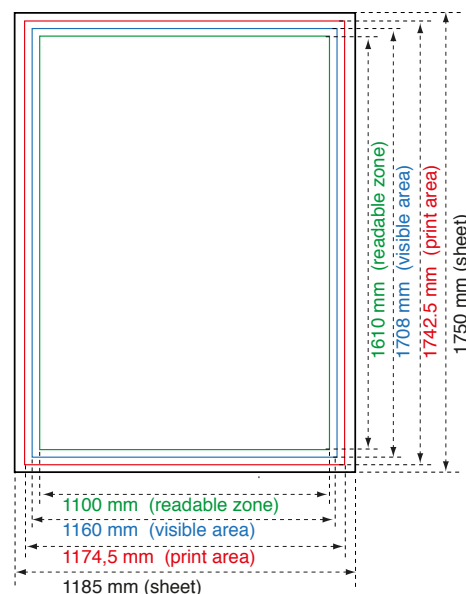 1610 mm (readable zone)
1708 mm (visible area)
1742.5 mm (print area)
1750 mm (sheet)
1100 mm (readable zone)
1160 mm (visible area)
1174,5 mm (print area)
1185 mm (sheet)